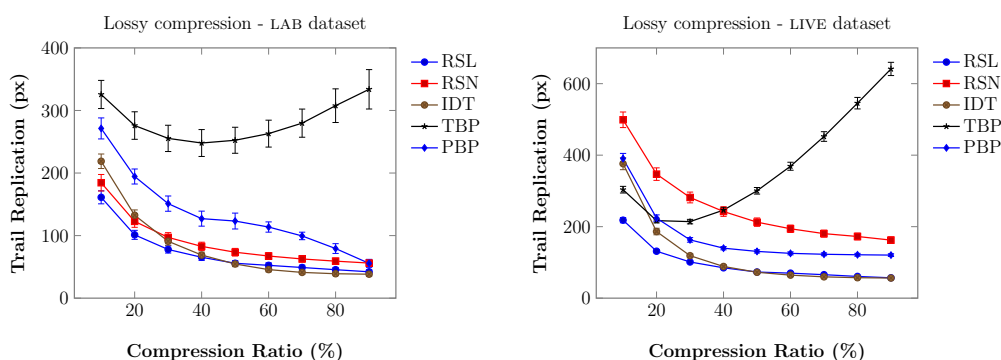 Lossy compression - LAB dataset
400
300
200
100
0
20 40 60 80
Trail Replication (px)
Compression Ratio (%)
RSL
RSN
IDT
TBP
PBP
Lossy compression - LIVE dataset
600
400
200
0
20 40 60 80
Trail Replication (px)
Compression Ratio (%)
RSL
RSN
IDT
TBP
PBP